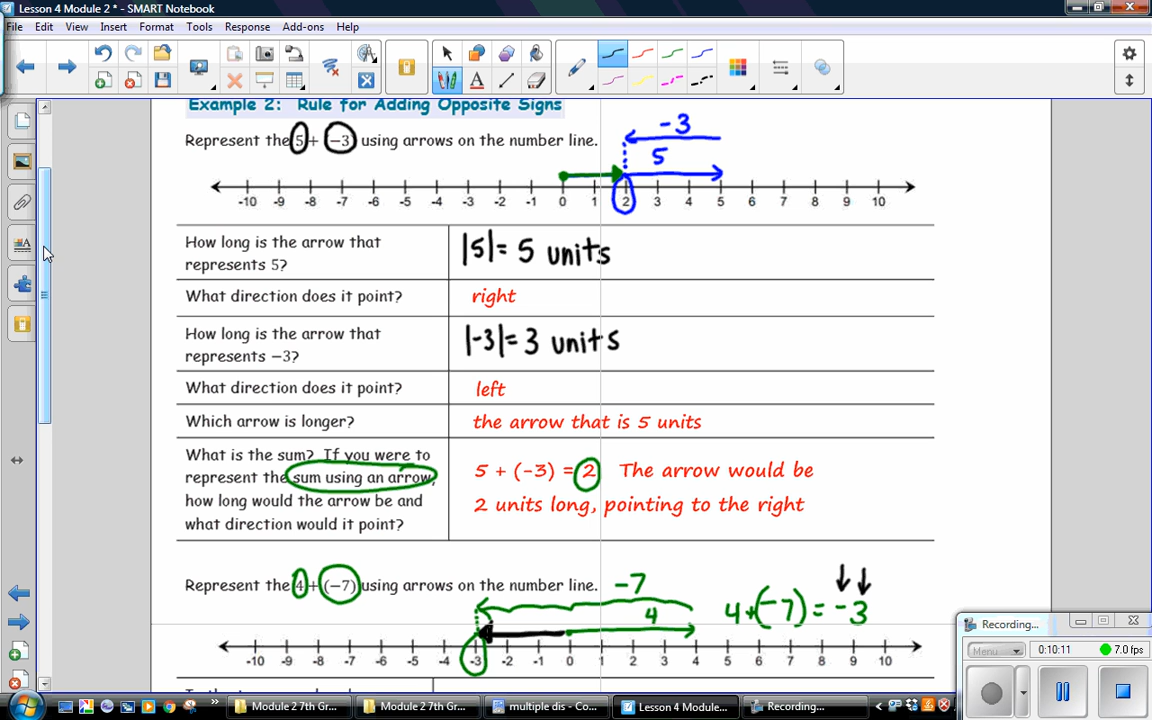 Lesson 4 Module 2 * - SMART Notebook
File Edit View Insert Format Tools Response Add-ons Help
Example 2: Rule for Adding Opposite Signs
Represent the 5 + (−3) using arrows on the number line.
-3
5
-10 -9 -8 -7 -6 -5 -4 -3 -2 -1 0 1 2 3 4 5 6 7 8 9 10
How long is the arrow that
represents 5?
|5| = 5 units
What direction does it point?
right
How long is the arrow that
represents −3?
|-3| = 3 units
What direction does it point?
left
Which arrow is longer?
the arrow that is 5 units
What is the sum? If you were to
represent the sum using an arrow,
how long would the arrow be and
what direction would it point?
5 + (-3) = 2 The arrow would be
2 units long, pointing to the right
Represent the 4 + (−7) using arrows on the number line.
-7
4
4+(-7) = -3
-10 -9 -8 -7 -6 -5 -4 -3 -2 -1 0 1 2 3 4 5 6 7 8 9 10
Recording...
Menu
0:10:11
7.0 fps
Module 2 7th Gr...
Module 2 7th Gr...
multiple dis - Co...
Lesson 4 Module...
Recording...
10:05 AM